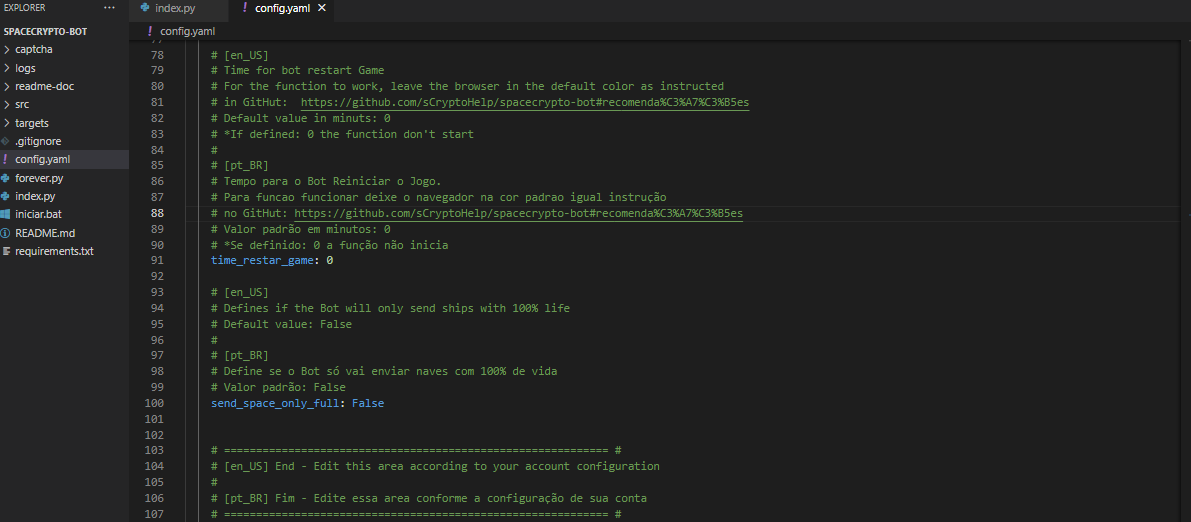 EXPLORER
···
index.py
! config.yaml ×
SPACECRYPTO-BOT
! config.yaml
> captcha
> logs
> readme-doc
> src
> targets
.gitignore
! config.yaml
forever.py
index.py
iniciar.bat
README.md
requirements.txt
78 # [en_US]
79 # Time for bot restart Game
80 # For the function to work, leave the browser in the default color as instructed
81 # in GitHut: https://github.com/sCryptoHelp/spacecrypto-bot#recomenda%C3%A7%C3%B5es
82 # Default value in minuts: 0
83 # *If defined: 0 the function don't start
84 #
85 # [pt_BR]
86 # Tempo para o Bot Reiniciar o Jogo.
87 # Para funcao funcionar deixe o navegador na cor padrao igual instrução
88 # no GitHut: https://github.com/sCryptoHelp/spacecrypto-bot#recomenda%C3%A7%C3%B5es
89 # Valor padrão em minutos: 0
90 # *Se definido: 0 a função não inicia
91 time_restar_game: 0
92
93 # [en_US]
94 # Defines if the Bot will only send ships with 100% life
95 # Default value: False
96 #
97 # [pt_BR]
98 # Define se o Bot só vai enviar naves com 100% de vida
99 # Valor padrão: False
100 send_space_only_full: False
101
102
103 # ============================================================ #
104 # [en_US] End - Edit this area according to your account configuration
105 #
106 # [pt_BR] Fim - Edite essa area conforme a configuração de sua conta
107 # ============================================================ #